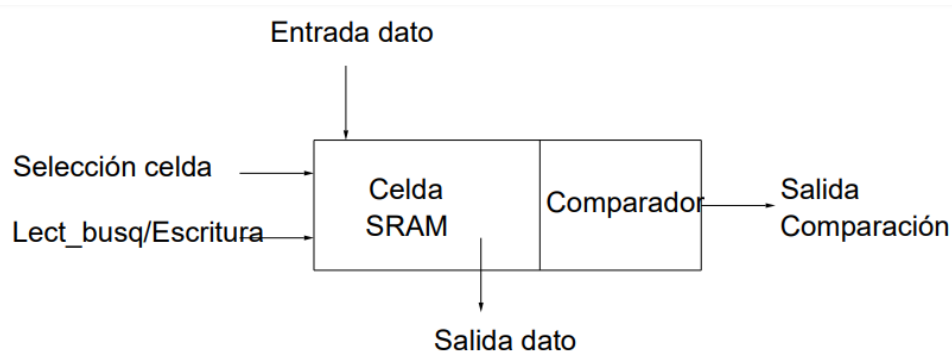 Entrada dato
Selección celda
Lect_busq/Escritura
Celda
SRAM
Comparador
Salida
Comparación
Salida dato